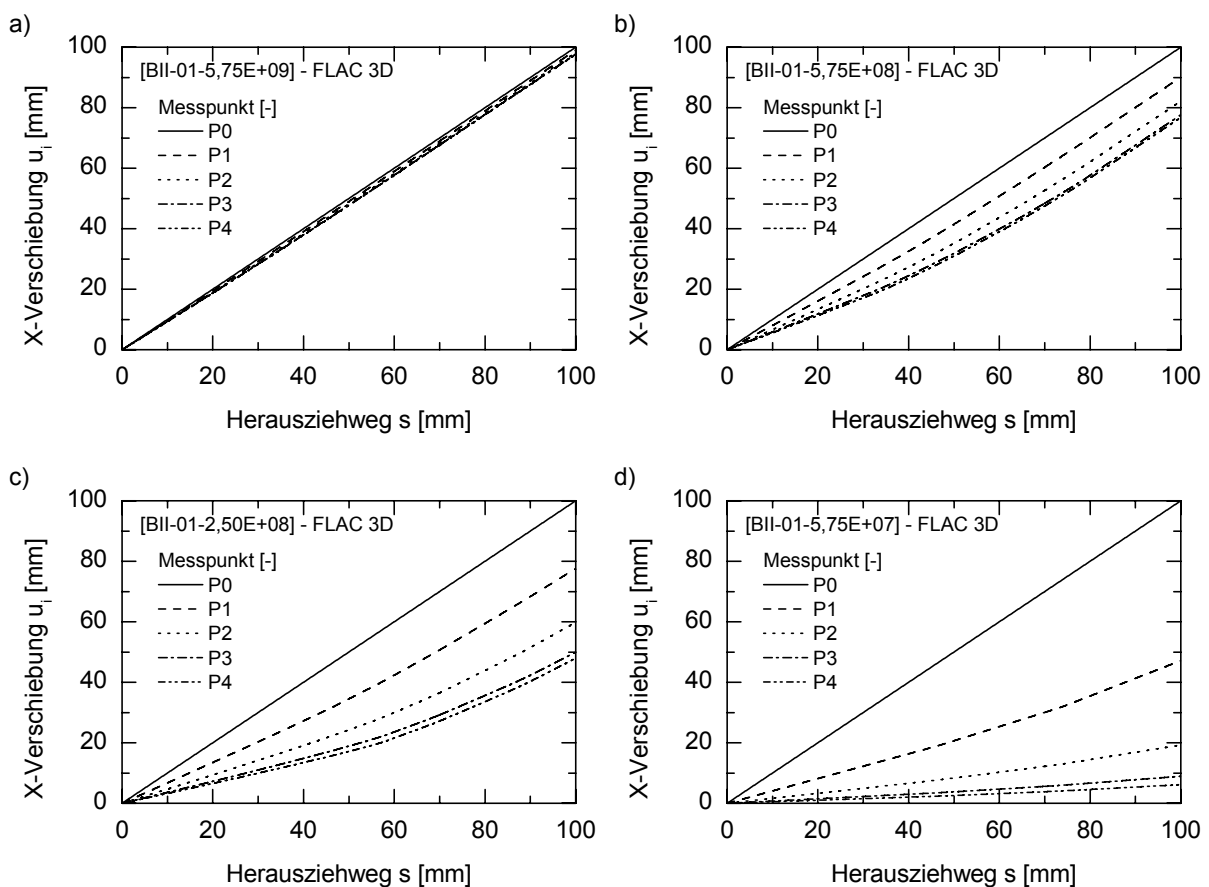 a)
100
80
60
40
20
0
X-Verschiebung u_i [mm]
[BII-01-5,75E+09] - FLAC 3D
Messpunkt [-]
P0
P1
P2
P3
P4
0 20 40 60 80 100
Herausziehweg s [mm]
b)
100
80
60
40
20
0
X-Verschiebung u_i [mm]
[BII-01-5,75E+08] - FLAC 3D
Messpunkt [-]
P0
P1
P2
P3
P4
0 20 40 60 80 100
Herausziehweg s [mm]
c)
100
80
60
40
20
0
X-Verschiebung u_i [mm]
[BII-01-2,50E+08] - FLAC 3D
Messpunkt [-]
P0
P1
P2
P3
P4
0 20 40 60 80 100
Herausziehweg s [mm]
d)
100
80
60
40
20
0
X-Verschiebung u_i [mm]
[BII-01-5,75E+07] - FLAC 3D
Messpunkt [-]
P0
P1
P2
P3
P4
0 20 40 60 80 100
Herausziehweg s [mm]